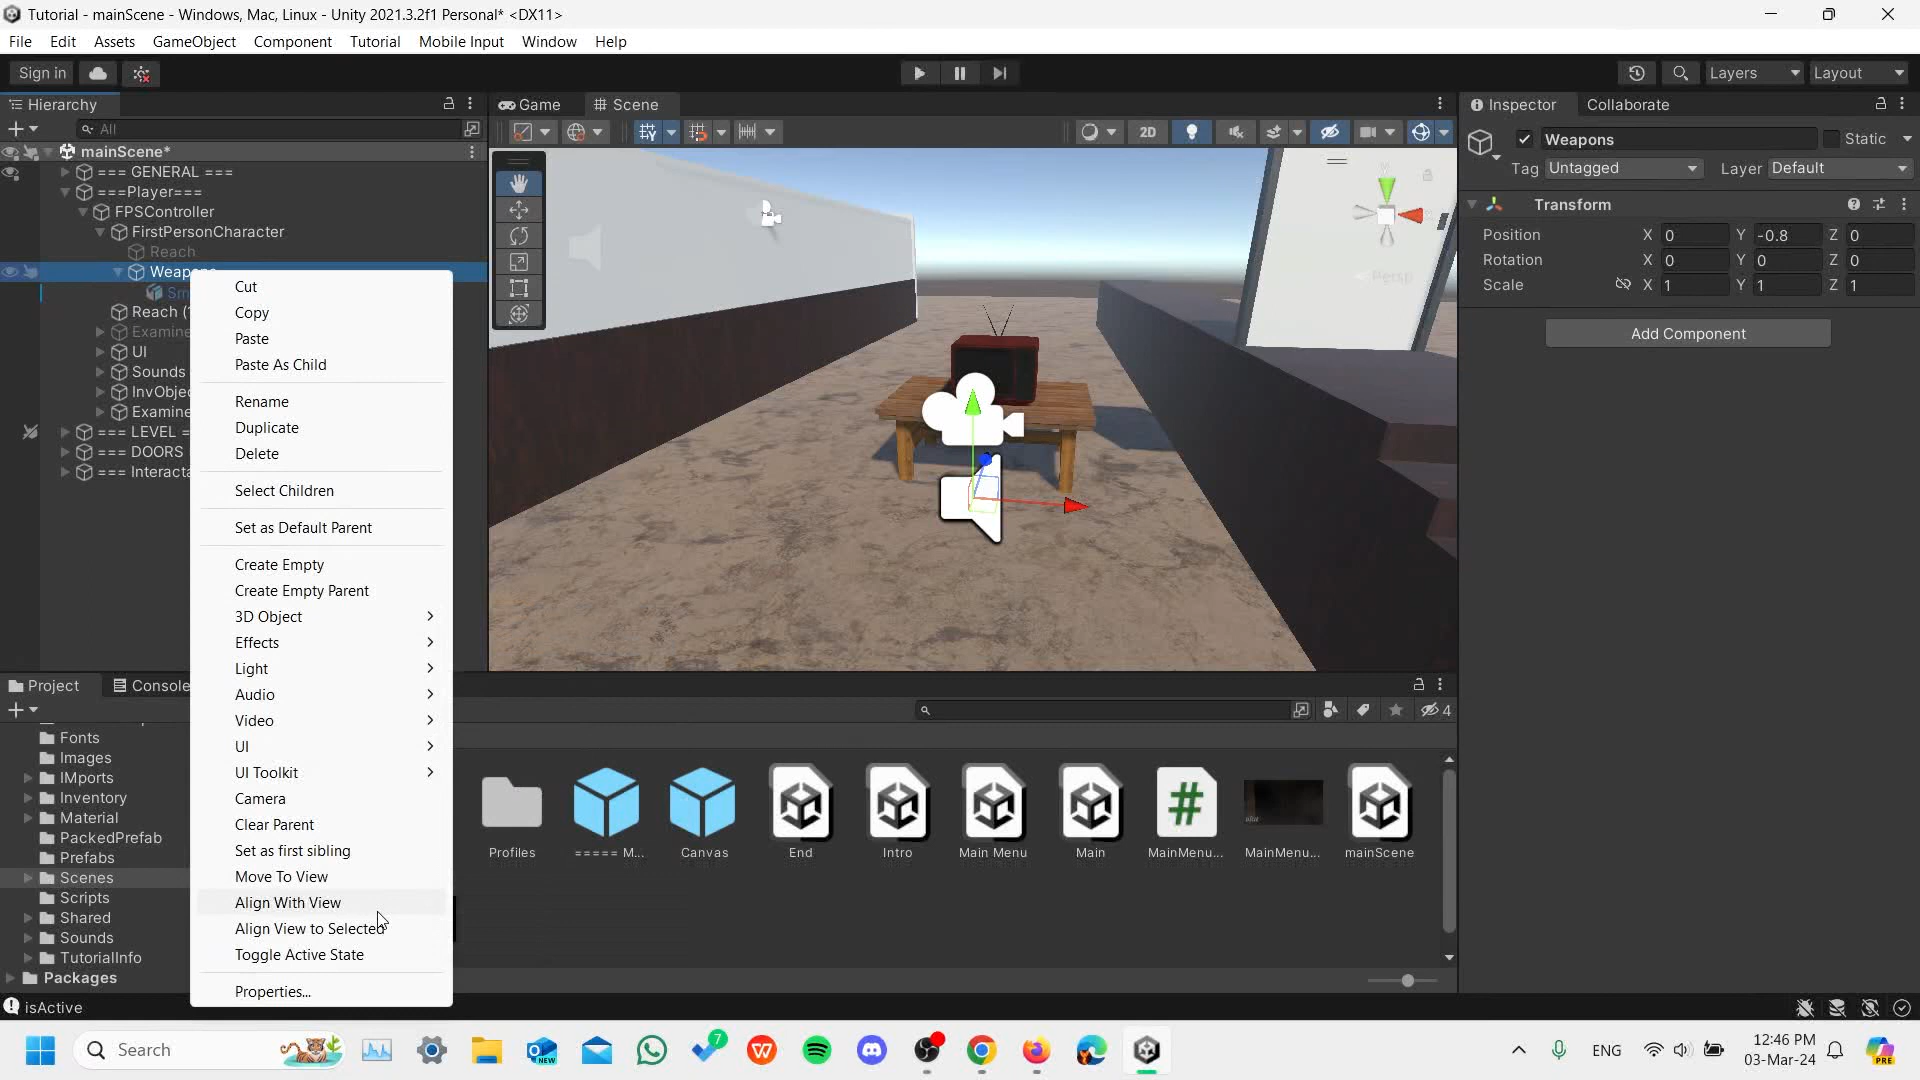 Tutorial - mainScene - Windows, Mac, Linux - Unity 2021.3.2f1 Personal* <DX11>
File Edit Assets GameObject Component Tutorial Mobile Input Window Help
Sign in Layers Layout
Hierarchy Game Scene Inspector Collaborate
All 2D
mainScene* Weapons Static
=== GENERAL === Tag Untagged Layer Default
===Player===
FPSController Transform
FirstPersonCharacter Position X 0 Y -0.8 Z 0
Reach Rotation X 0 Y 0 Z 0
Weapons Scale X 1 Y 1 Z 1
Sm
Reach (
Examine
UI
Sounds
InvObjec
Examine
=== LEVEL =
=== DOORS
=== Interacta
Add Component
Persp
Cut
Copy
Paste
Paste As Child
Rename
Duplicate
Delete
Select Children
Set as Default Parent
Create Empty
Create Empty Parent
3D Object
Effects
Light
Audio
Video
UI
UI Toolkit
Camera
Clear Parent
Set as first sibling
Move To View
Align With View
Align View to Selected
Toggle Active State
Properties...
Project Console
4
Fonts
Images
IMports
Inventory
Material
PackedPrefab
Prefabs
Scenes
Scripts
Shared
Sounds
TutorialInfo
Packages
Profiles ===== M... Canvas End Intro Main Menu Main MainMenu... MainMenu... mainScene
isActive
Search 7 ENG 12:46 PM
03-Mar-24
PRE